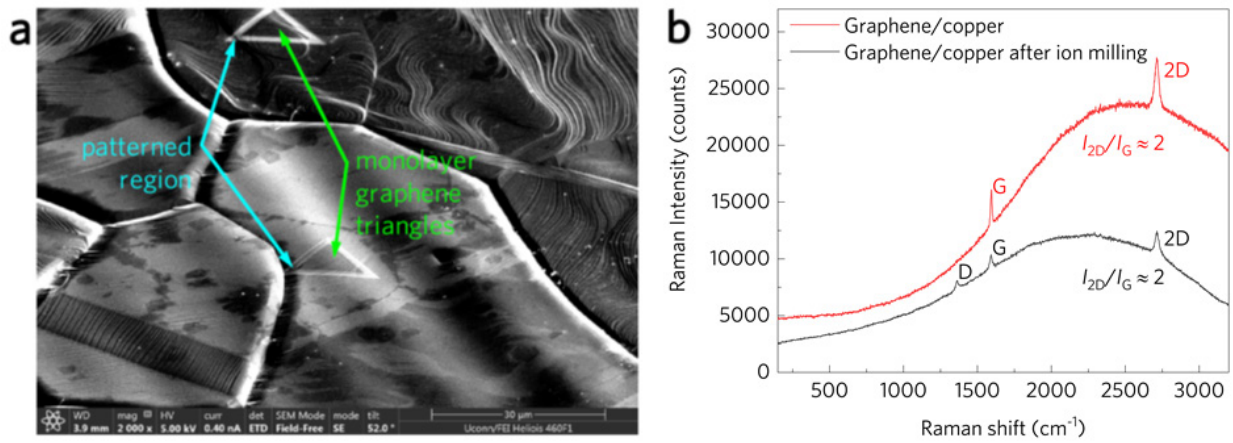 a
patterned
region
monolayer
graphene
triangles
WD mag HV curr det SEM Mode mode tilt
3.9 mm 2 000 x 5.00 kV 0.40 nA ETD Field-Free SE 52.0 °
30 µm
Uconn/FEI Helios 460F1
b
Graphene/copper
Graphene/copper after ion milling
2D
I2D/IG ≈ 2
G
D
G
2D
I2D/IG ≈ 2
30000
25000
20000
15000
10000
5000
0
Raman Intensity (counts)
500 1000 1500 2000 2500 3000
Raman shift (cm⁻¹)